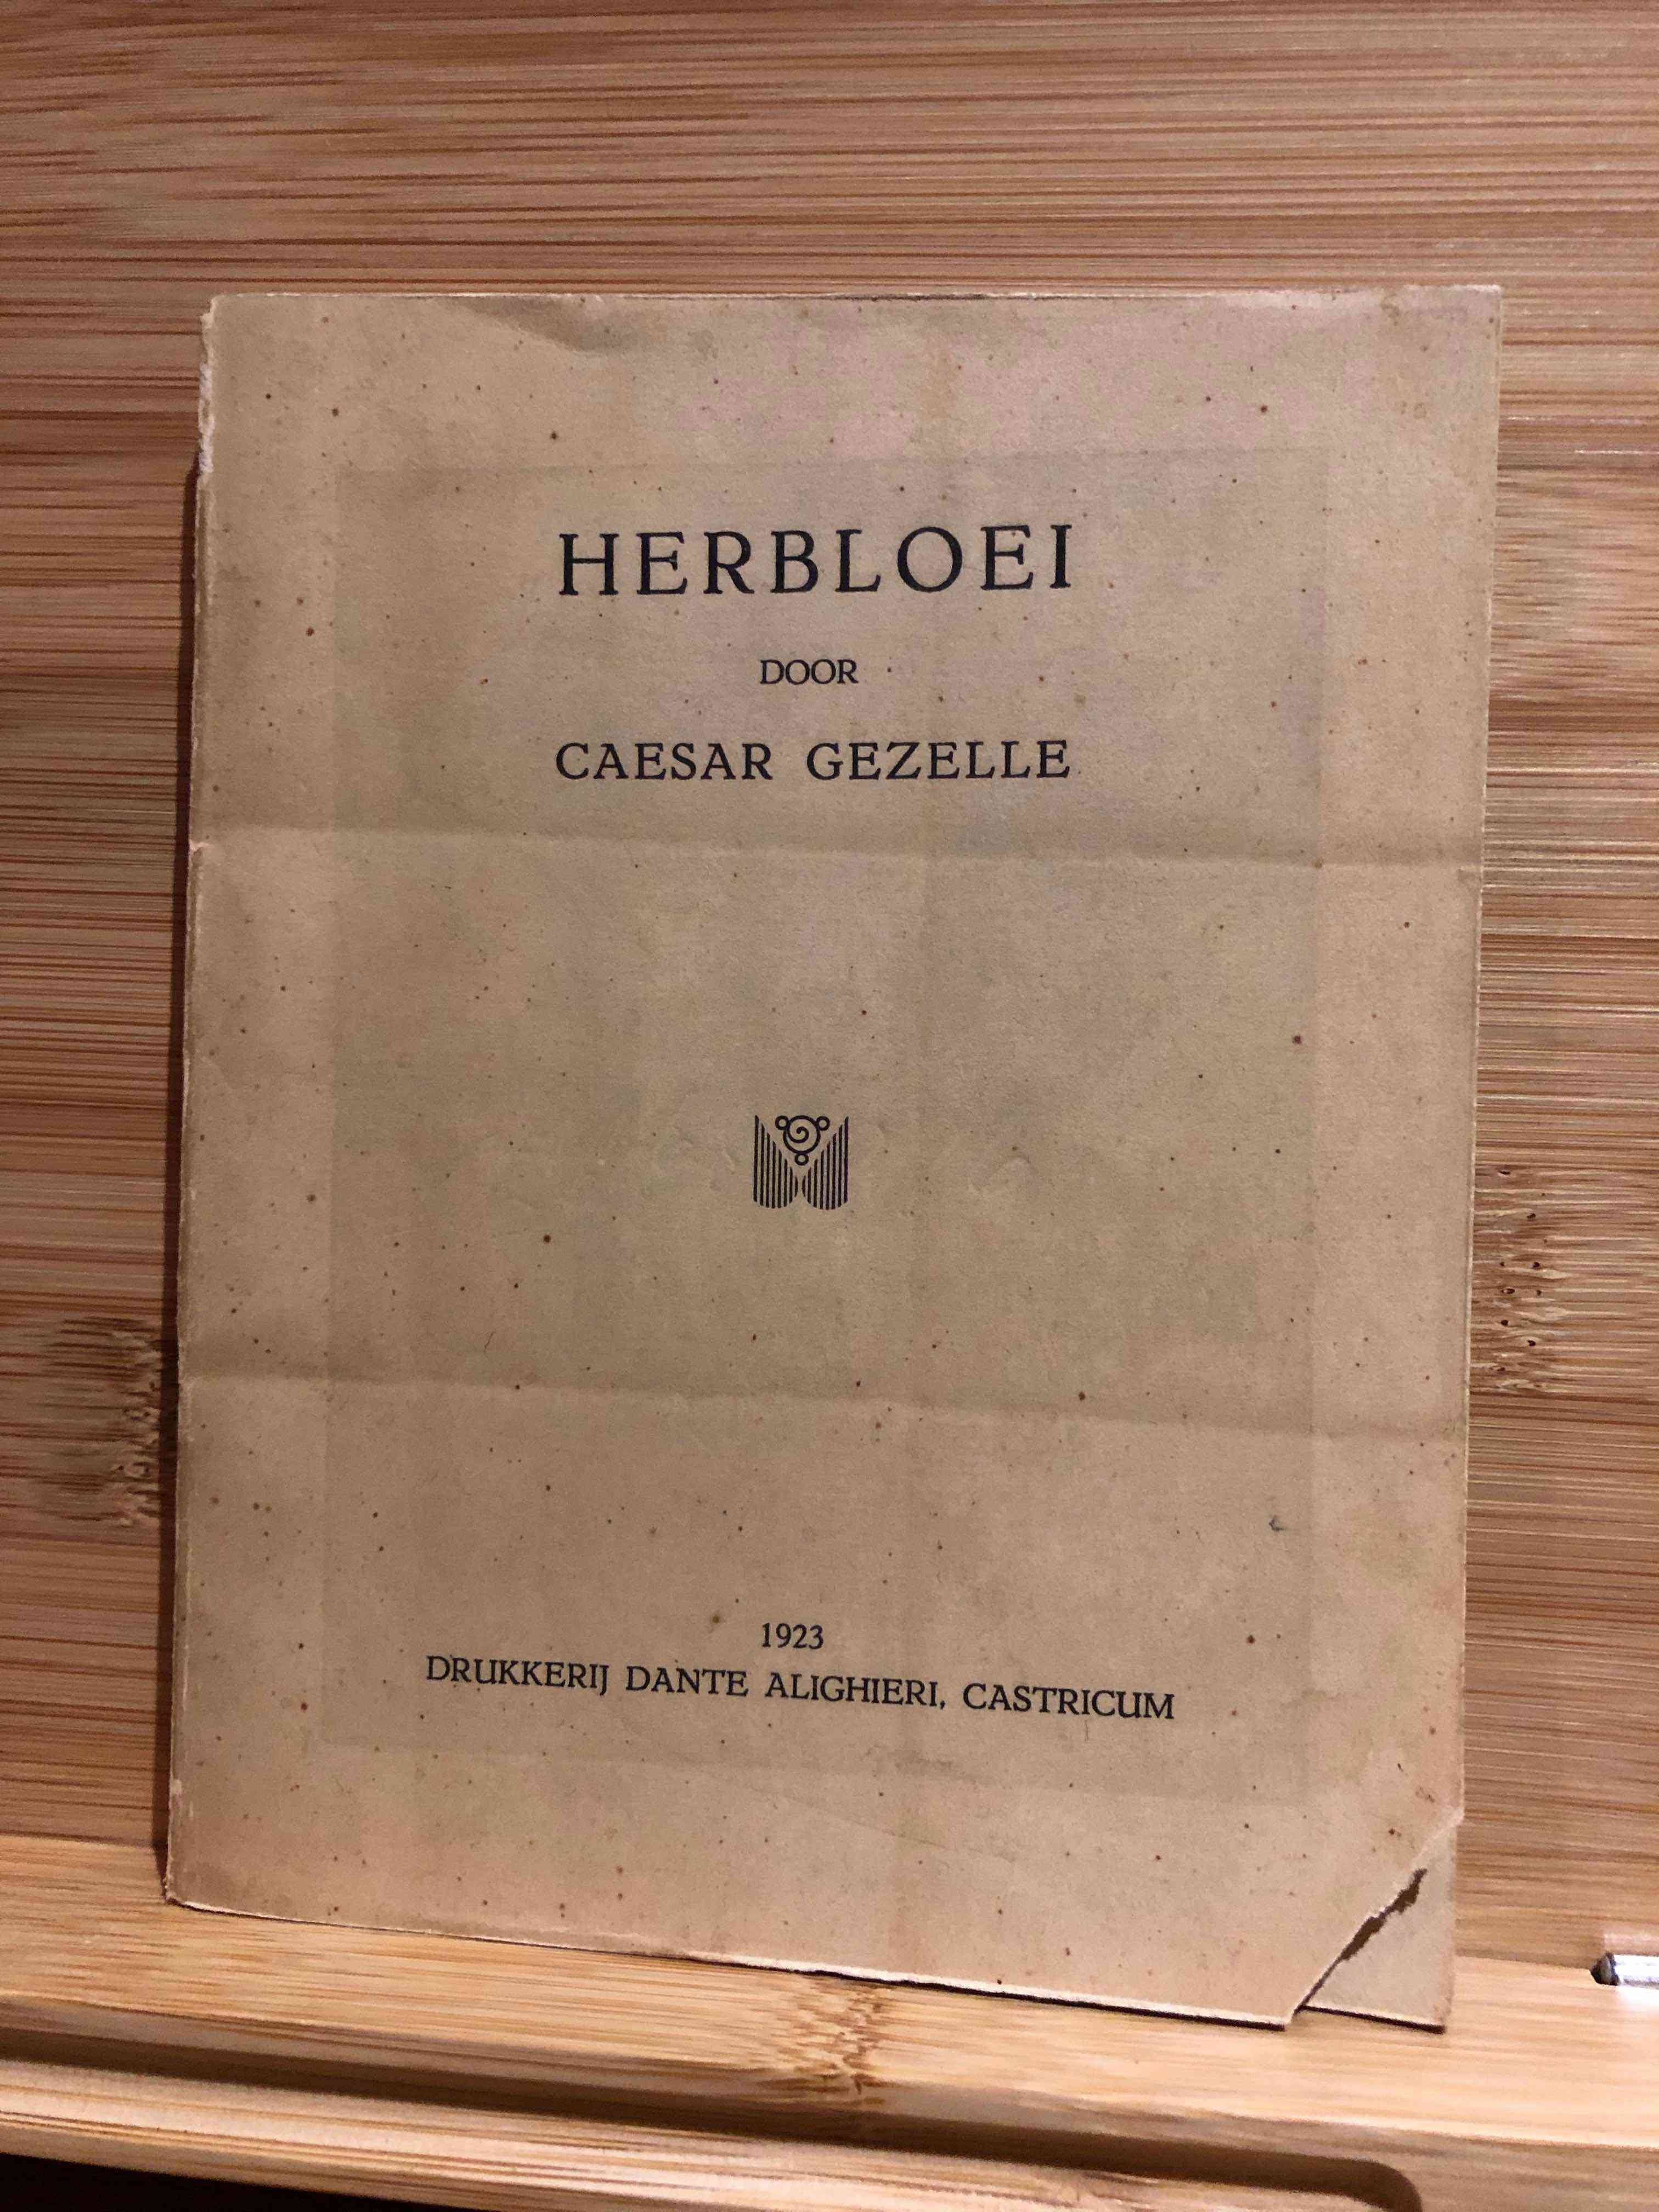 HERBLOEI
DOOR
CAESAR GEZELLE
1923
DRUKKERIJ DANTE ALIGHIERI, CASTRICUM